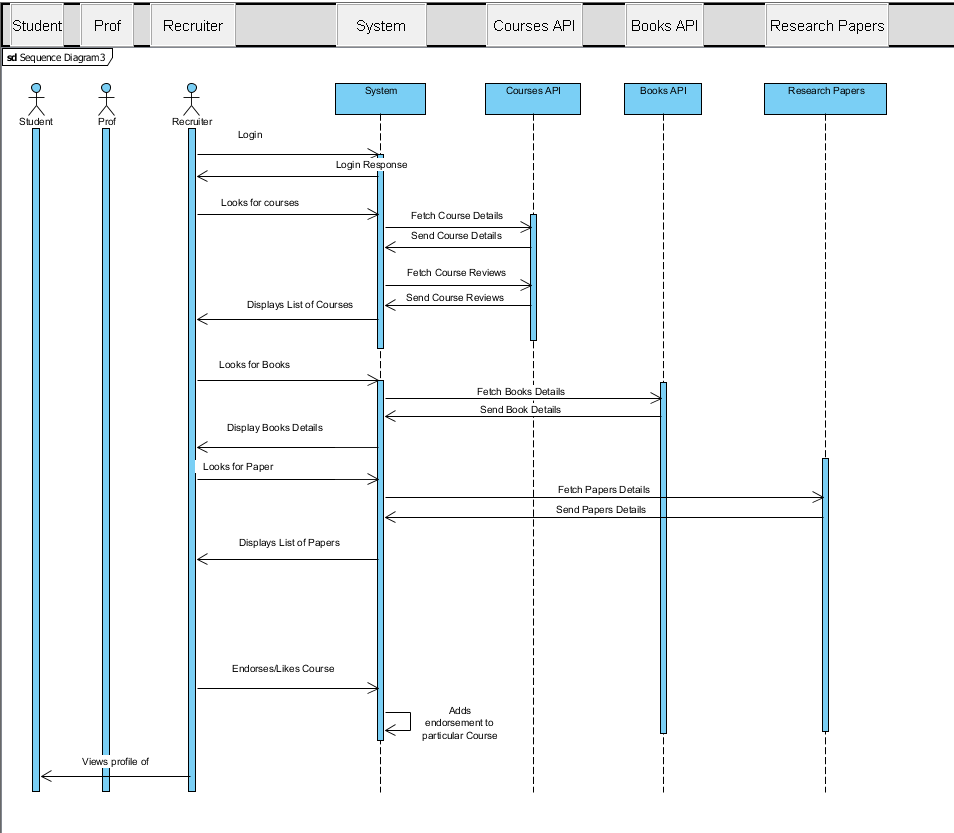 Student Prof Recruiter System Courses API Books API Research Papers
sd Sequence Diagram3
System Courses API Books API Research Papers
Student Prof Recruiter
Login
Login Response
Looks for courses
Fetch Course Details
Send Course Details
Fetch Course Reviews
Send Course Reviews
Displays List of Courses
Looks for Books
Fetch Books Details
Send Book Details
Display Books Details
Looks for Paper
Fetch Papers Details
Send Papers Details
Displays List of Papers
Endorses/Likes Course
Adds
endorsement to
particular Course
Views profile of